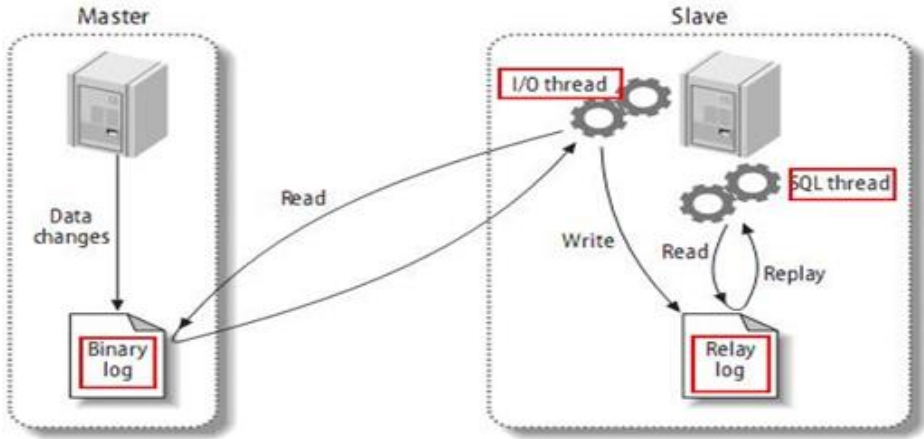 Master
Slave
I/O thread
SQL thread
Read
Data
changes
Write
Read
Replay
Binary
log
Relay
log